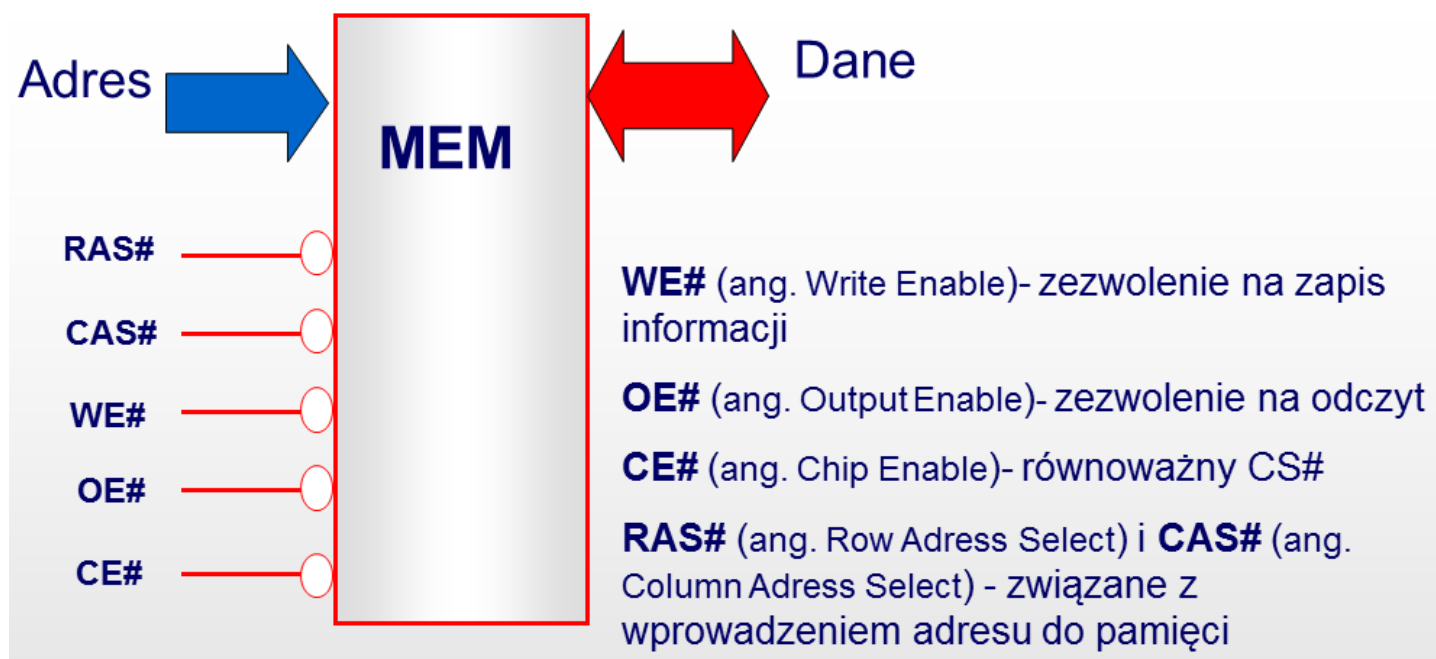 Adres
Dane
MEM
RAS#
CAS#
WE#
OE#
CE#
WE# (ang. Write Enable)- zezwolenie na zapis
informacji
OE# (ang. Output Enable)- zezwolenie na odczyt
CE# (ang. Chip Enable)- równoważny CS#
RAS# (ang. Row Adress Select) i CAS# (ang.
Column Adress Select) - związane z
wprowadzeniem adresu do pamięci